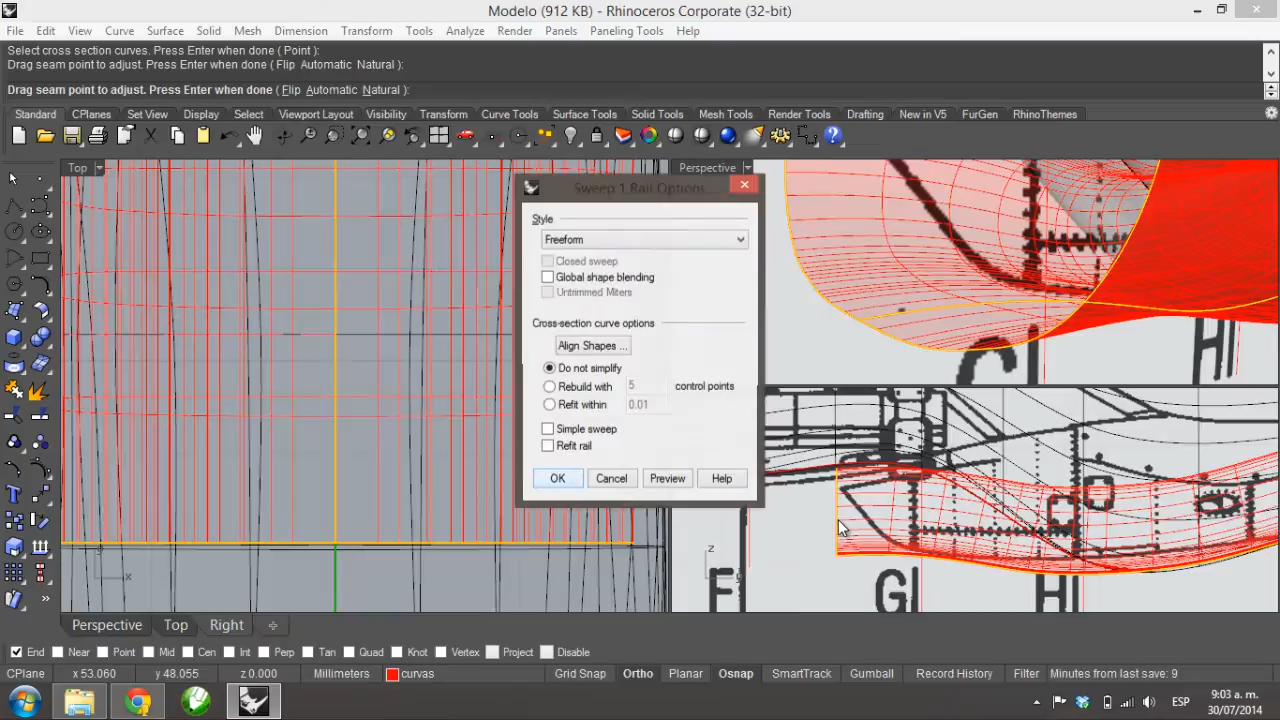 Modelo (912 KB) - Rhinoceros Corporate (32-bit)
File Edit View Curve Surface Solid Mesh Dimension Transform Tools Analyze Render Panels Paneling Tools Help
Select cross section curves. Press Enter when done ( Point ):
Drag seam point to adjust. Press Enter when done ( Flip Automatic Natural ):
Drag seam point to adjust. Press Enter when done ( Flip Automatic Natural ):
Standard CPlanes Set View Display Select Viewport Layout Visibility Transform Curve Tools Surface Tools Solid Tools Mesh Tools Render Tools Drafting New in V5 FurGen RhinoThemes
Top
Perspective
Sweep 1 Rail Options
Style
Freeform
Closed sweep
Global shape blending
Untrimmed Miters
Cross-section curve options
Align Shapes ...
Do not simplify
Rebuild with 5 control points
Refit within 0.01
Simple sweep
Refit rail
OK Cancel Preview Help
C H
z
x
F G H
Perspective Top Right
End Near Point Mid Cen Int Perp Tan Quad Knot Vertex Project Disable
CPlane x 53.060 y 48.055 z 0.000 Millimeters curvas Grid Snap Ortho Planar Osnap SmartTrack Gumball Record History Filter Minutes from last save: 9
ESP
9:03 a. m.
30/07/2014